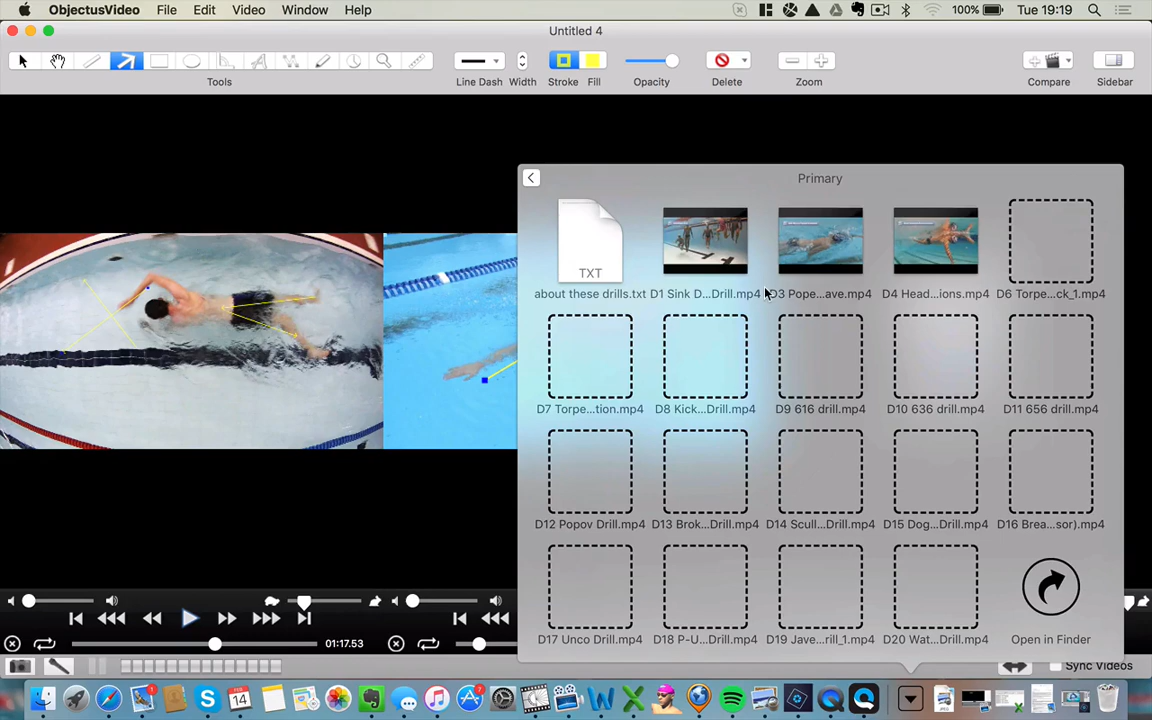 ObjectusVideo File Edit Video Window Help 100% Tue 19:19
Untitled 4
Tools Line Dash Width Stroke Fill Opacity Delete Zoom Compare Sidebar
Primary
TXT
about these drills.txt D1 Sink D...Drill.mp4 D3 Pope...ave.mp4 D4 Head...ions.mp4 D6 Torpe...ck_1.mp4
D7 Torpe...tion.mp4 D8 Kick...Drill.mp4 D9 616 drill.mp4 D10 636 drill.mp4 D11 656 drill.mp4
D12 Popov Drill.mp4 D13 Brok...Drill.mp4 D14 Scull...Drill.mp4 D15 Dog...Drill.mp4 D16 Brea...sor).mp4
D17 Unco Drill.mp4 D18 P-U...Drill.mp4 D19 Jave...rill_1.mp4 D20 Wat...Drill.mp4 Open in Finder
01:17.53
Sync Videos